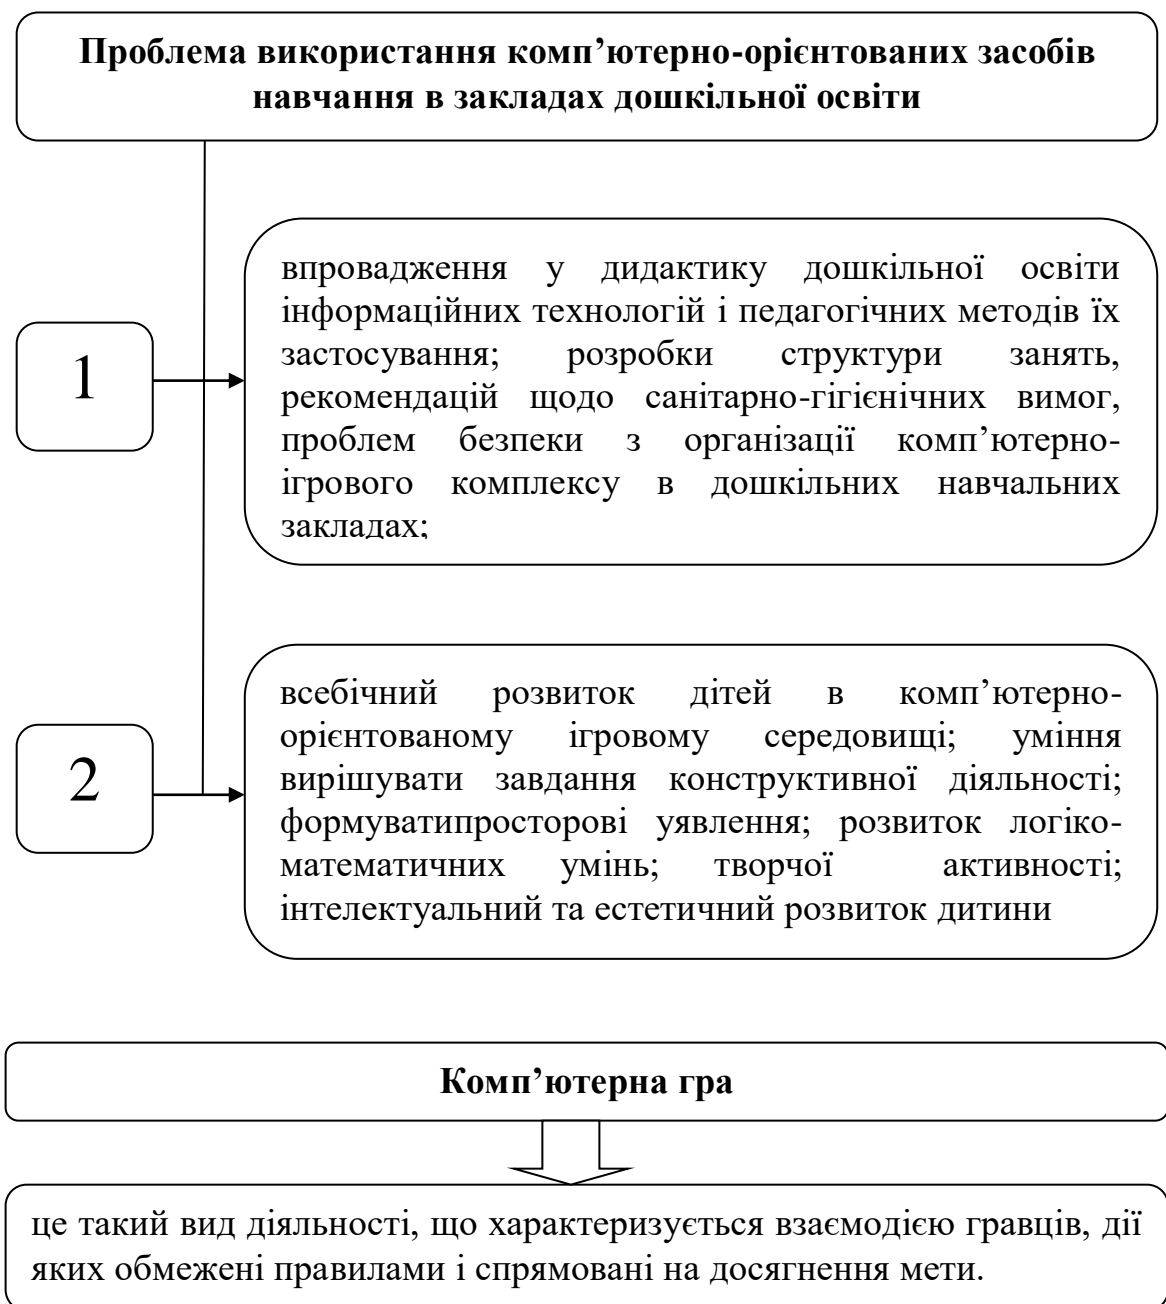 Проблема використання комп’ютерно-орієнтованих засобів
навчання в закладах дошкільної освіти
1
впровадження у дидактику дошкільної освіти
інформаційних технологій і педагогічних методів їх
застосування; розробки структури занять,
рекомендацій щодо санітарно-гігієнічних вимог,
проблем безпеки з організації комп’ютерно-
ігрового комплексу в дошкільних навчальних
закладах;
2
всебічний розвиток дітей в комп’ютерно-
орієнтованому ігровому середовищі; уміння
вирішувати завдання конструктивної діяльності;
формуватипросторові уявлення; розвиток логіко-
математичних умінь; творчої активності;
інтелектуальний та естетичний розвиток дитини
Комп’ютерна гра
це такий вид діяльності, що характеризується взаємодією гравців, дії
яких обмежені правилами і спрямовані на досягнення мети.